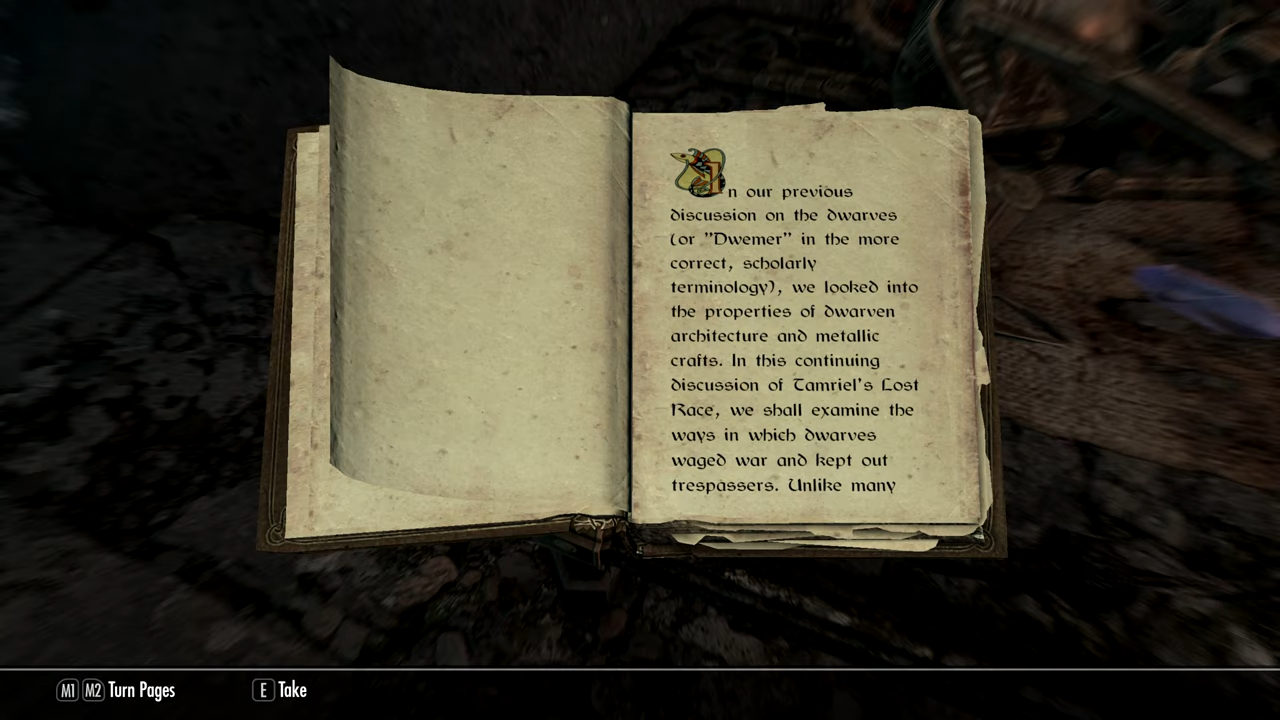 In our previous
discussion on the dwarves
(or "Dwemer" in the more
correct, scholarly
terminology), we looked into
the properties of dwarven
architecture and metallic
crafts. In this continuing
discussion of Tamriel's Lost
Race, we shall examine the
ways in which dwarves
waged war and kept out
trespassers. Unlike many
M1 M2 Turn Pages E Take